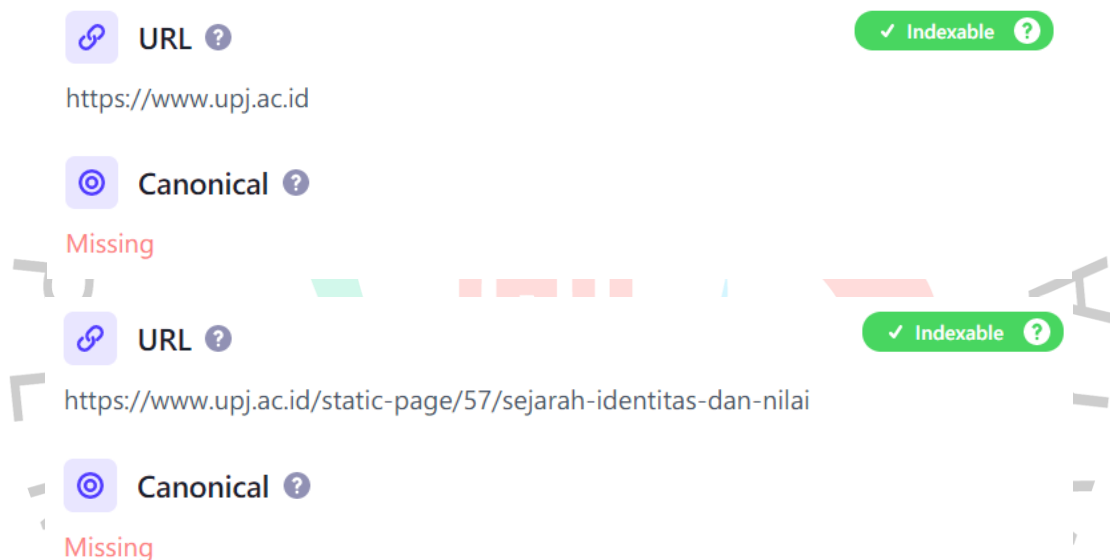 URL ?
✓ Indexable ?
https://www.upj.ac.id
Canonical ?
Missing
URL ?
✓ Indexable ?
https://www.upj.ac.id/static-page/57/sejarah-identitas-dan-nilai
Canonical ?
Missing